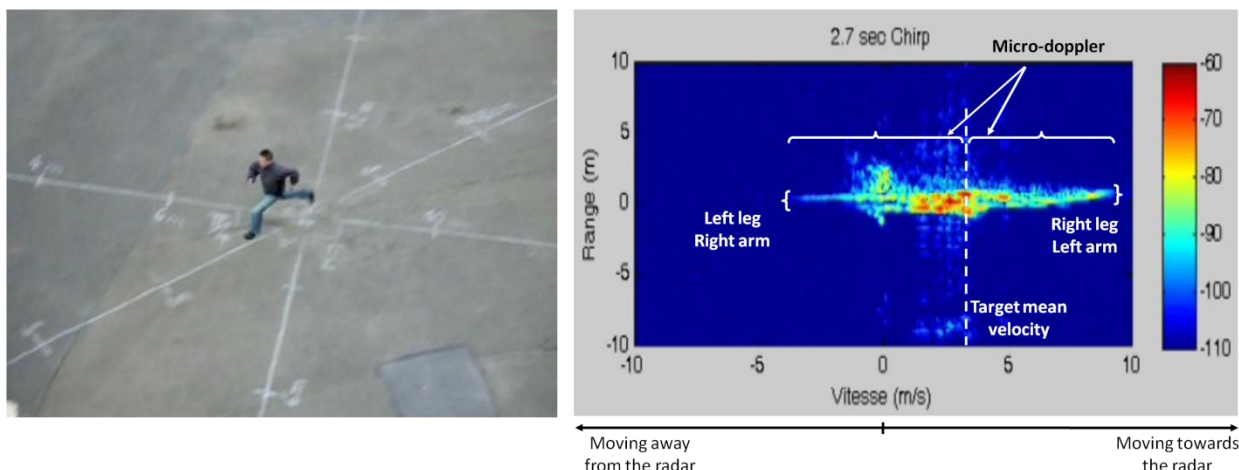 2.7 sec Chirp
Micro-doppler
10
5
0
-5
-10
Range (m)
Left leg
Right arm
Right leg
Left arm
Target mean
velocity
-10
-5
0
5
10
Vitesse (m/s)
-60
-70
-80
-90
-100
-110
Moving away
from the radar
Moving towards
the radar